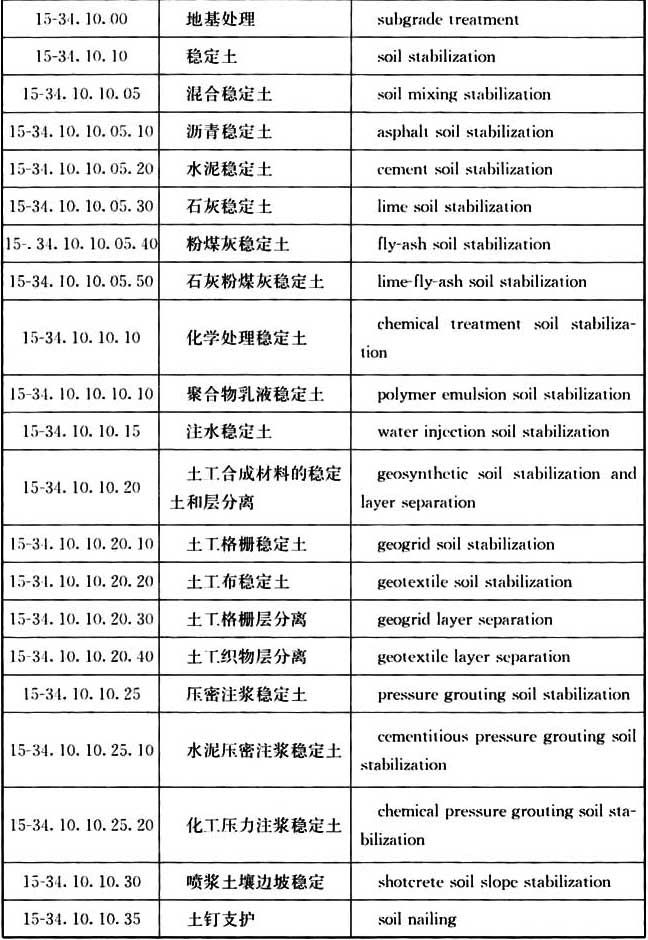 15-34.10.00 地基处理 subgrade treatment
15-34.10.10 稳定土 soil stabilization
15-34.10.10.05 混合稳定土 soil mixing stabilization
15-34.10.10.05.10 沥青稳定土 asphalt soil stabilization
15-34.10.10.05.20 水泥稳定土 cement soil stabilization
15-34.10.10.05.30 石灰稳定土 lime soil stabilization
15-.34.10.10.05.40 粉煤灰稳定土 fly-ash soil stabilization
15-34.10.10.05.50 石灰粉煤灰稳定土 lime-fly-ash soil stabilization
15-34.10.10.10 化学处理稳定土 chemical treatment soil stabiliza-
tion
15-34.10.10.10.10 聚合物乳液稳定土 polymer emulsion soil stabilization
15-34.10.10.15 注水稳定土 water injection soil stabilization
15-34.10.10.20 土工合成材料的稳定 geosynthetic soil stabilization and
土和层分离 layer separation
15-34.10.10.20.10 土工格栅稳定土 geogrid soil stabilization
15-34.10.10.20.20 土工布稳定土 geotextile soil stabilization
15-34.10.10.20.30 土工格栅层分离 geogrid layer separation
15-34.10.10.20.40 土工织物层分离 geotextile layer separation
15-34.10.10.25 压密注浆稳定土 pressure grouting soil stabilization
15-34.10.10.25.10 水泥压密注浆稳定土 cementitious pressure grouting soil
stabilization
15-34.10.10.25.20 化工压力注浆稳定土 chemical pressure grouting soil sta-
bilization
15-34.10.10.30 喷浆土壤边坡稳定 shotcrete soil slope stabilization
15-34.10.10.35 土钉支护 soil nailing